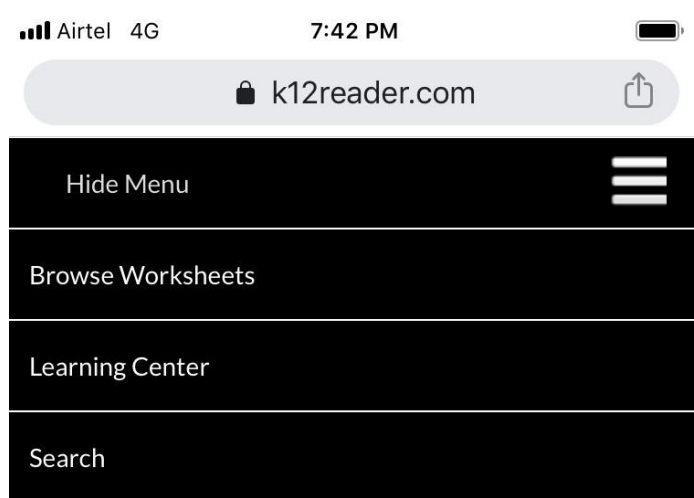 Airtel 4G 7:42 PM
k12reader.com
Hide Menu
Browse Worksheets
Learning Center
Search